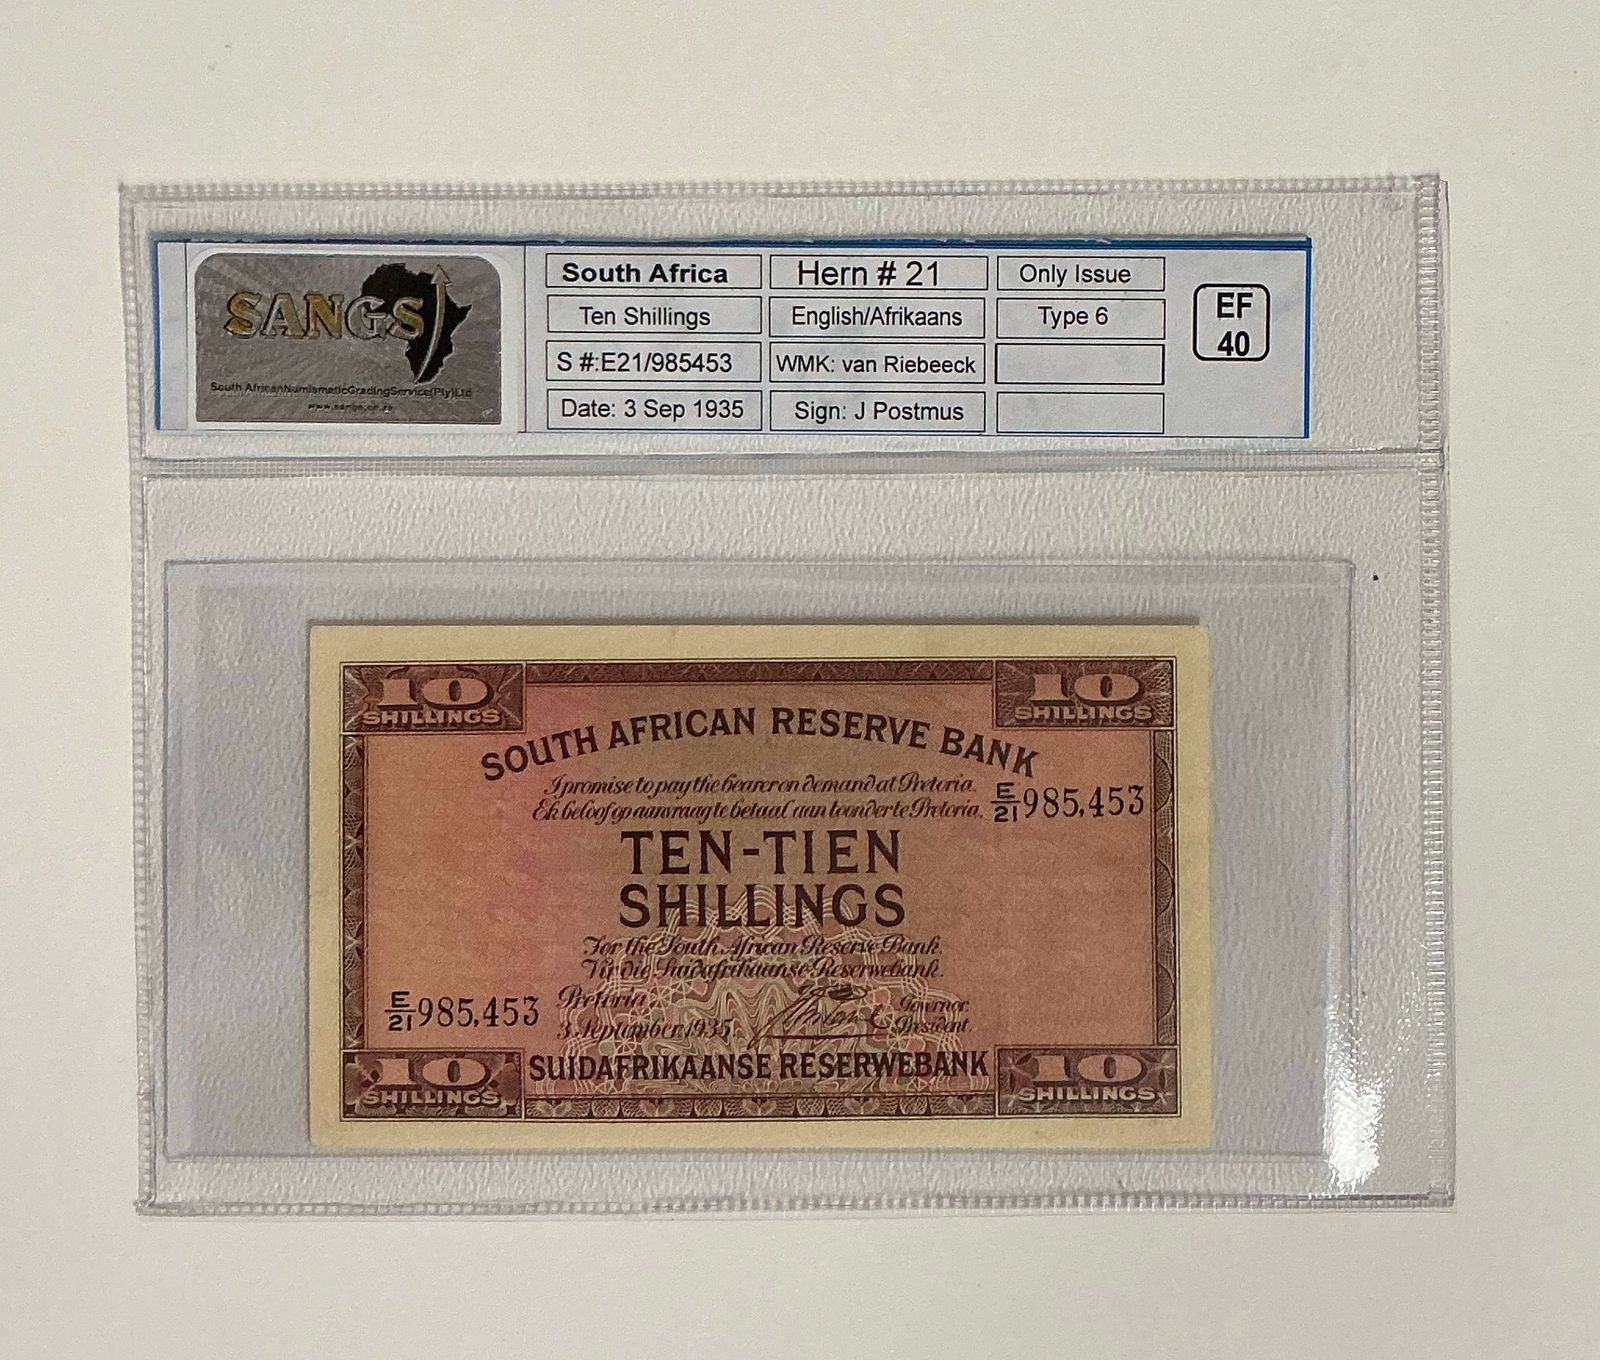 SANGS
South AfricanNumismaticGradingService(Pty)Ltd
www.sangs.co.za
South Africa
Hern # 21
Only Issue
EF
40
Ten Shillings
English/Afrikaans
Type 6
S #:E21/985453
WMK: van Riebeeck
Date: 3 Sep 1935
Sign: J Postmus
10
SHILLINGS
10
SHILLINGS
SOUTH AFRICAN RESERVE BANK
I promise to pay the bearer on demand at Pretoria.
Ek beloof op aanvraag te betaal aan toonder te Pretoria.
E/21 985,453
TEN-TIEN
SHILLINGS
For the South African Reserve Bank.
Vir die Suidafrikaanse Reserwebank.
E/21 985,453
Pretoria,
3, September, 1935
Governor.
President.
SUIDAFRIKAANSE RESERWEBANK
10
SHILLINGS
10
SHILLINGS